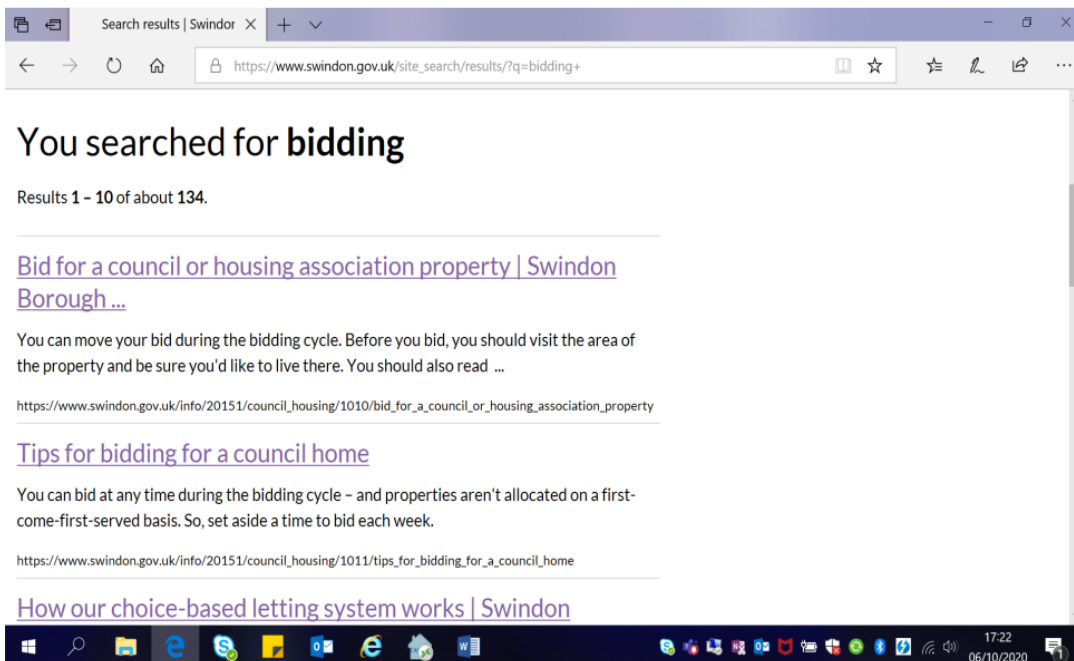 Search results | Swindor
https://www.swindon.gov.uk/site_search/results/?q=bidding+
You searched for bidding
Results 1 – 10 of about 134.
Bid for a council or housing association property | Swindon
Borough ...
You can move your bid during the bidding cycle. Before you bid, you should visit the area of
the property and be sure you'd like to live there. You should also read ...
https://www.swindon.gov.uk/info/20151/council_housing/1010/bid_for_a_council_or_housing_association_property
Tips for bidding for a council home
You can bid at any time during the bidding cycle – and properties aren't allocated on a first-
come-first-served basis. So, set aside a time to bid each week.
https://www.swindon.gov.uk/info/20151/council_housing/1011/tips_for_bidding_for_a_council_home
How our choice-based letting system works | Swindon
17:22
06/10/2020